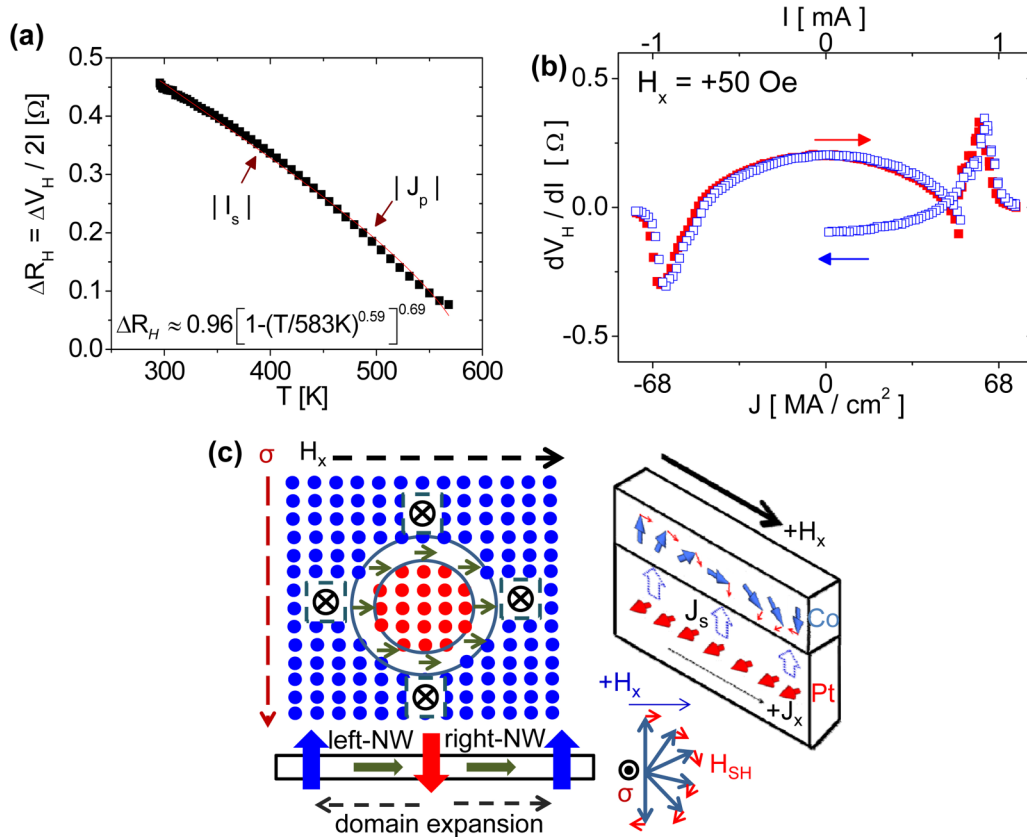 (a)
0.5
0.4
0.3
0.2
0.1
0.0
ΔR_H = ΔV_H / 2I [Ω]
| I_s |
| J_p |
ΔR_H ≈ 0.96[1-(T/583K)^0.59]^0.69
300 400 500 600
T [K]
(b)
I [ mA ]
-1 0 1
H_x = +50 Oe
0.5
0.0
-0.5
dV_H / dI [ Ω ]
-68 0 68
J [ MA / cm^2 ]
(c)
σ
H_x
left-NW right-NW
domain expansion
+H_x
Co
J_s
Pt
+J_x
+H_x
H_SH
σ